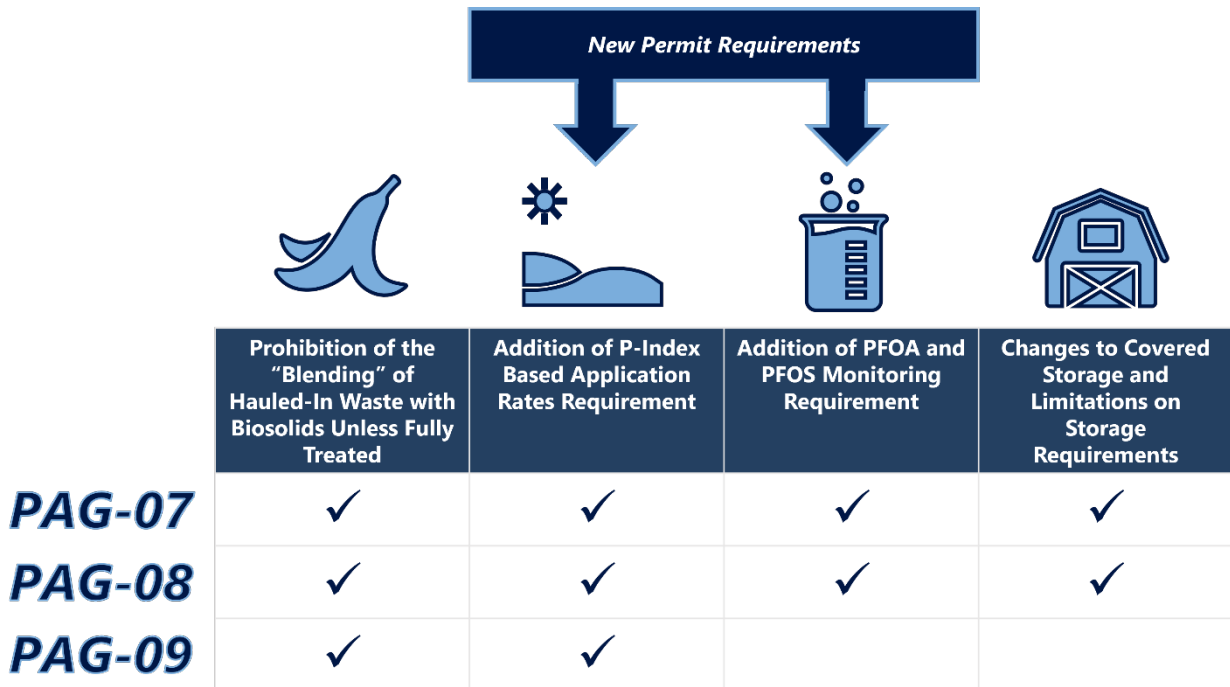 New Permit Requirements
Prohibition of the
“Blending” of
Hauled-In Waste with
Biosolids Unless Fully
Treated
Addition of P-Index
Based Application
Rates Requirement
Addition of PFOA and
PFOS Monitoring
Requirement
Changes to Covered
Storage and
Limitations on
Storage
Requirements
PAG-07 ✓ ✓ ✓ ✓
PAG-08 ✓ ✓ ✓ ✓
PAG-09 ✓ ✓